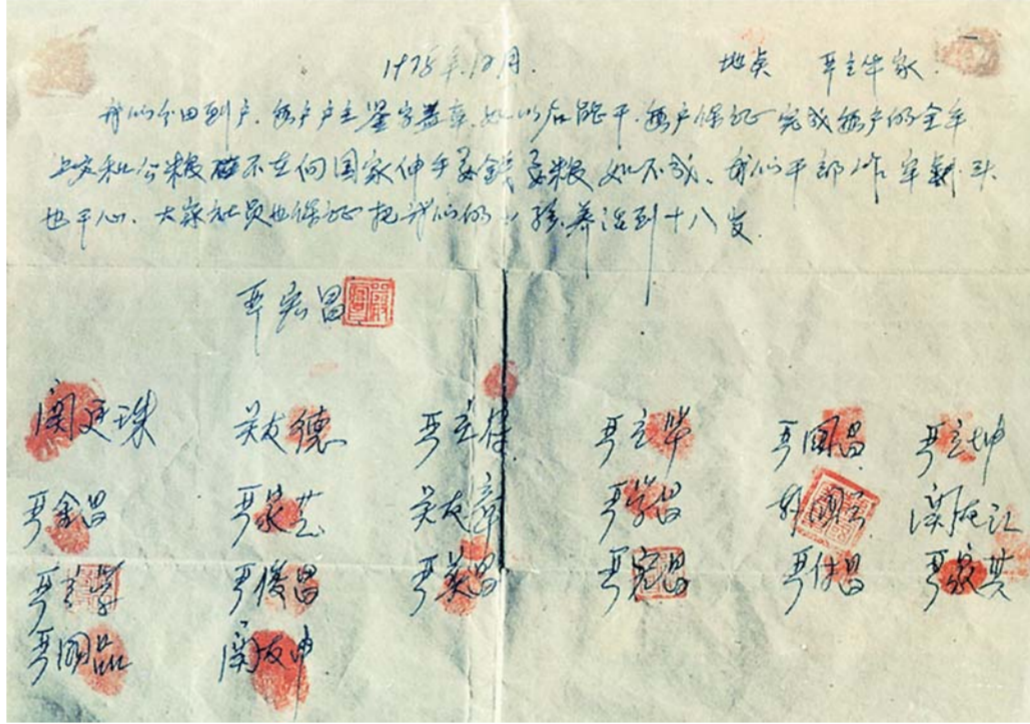 1978年.12月. 地点 严立华家
我们分田到户.每户户主鉴字盖章.如以后能干.每户保证完成每户的全年
上交和公粮不在向国家伸手要钱要粮如不成.我们干部作牢刹头
也干心.大家社员也保证把我们的小孩养活到十八岁.
严宏昌
関廷珠 关友德 严立符 严立华 严国昌 严立坤
严金昌 严家芝 关友章 严学昌 韩国云 関友江
严立学 严俊昌 严美昌 严宏昌 严付昌 严家其
严国品 関友申